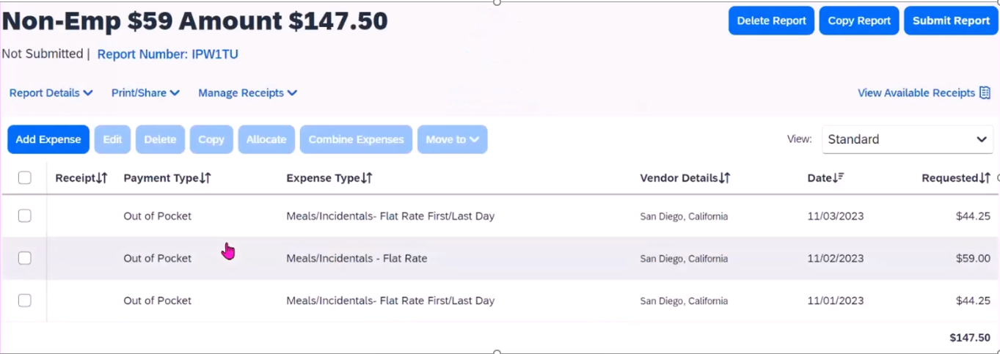 Non-Emp $59 Amount $147.50
Delete Report Copy Report Submit Report
Not Submitted | Report Number: IPW1TU
Report Details Print/Share Manage Receipts View Available Receipts
Add Expense Edit Delete Copy Allocate Combine Expenses Move to View: Standard
Receipt Payment Type Expense Type Vendor Details Date Requested
Out of Pocket Meals/Incidentals- Flat Rate First/Last Day San Diego, California 11/03/2023 $44.25
Out of Pocket Meals/Incidentals - Flat Rate San Diego, California 11/02/2023 $59.00
Out of Pocket Meals/Incidentals- Flat Rate First/Last Day San Diego, California 11/01/2023 $44.25
$147.50